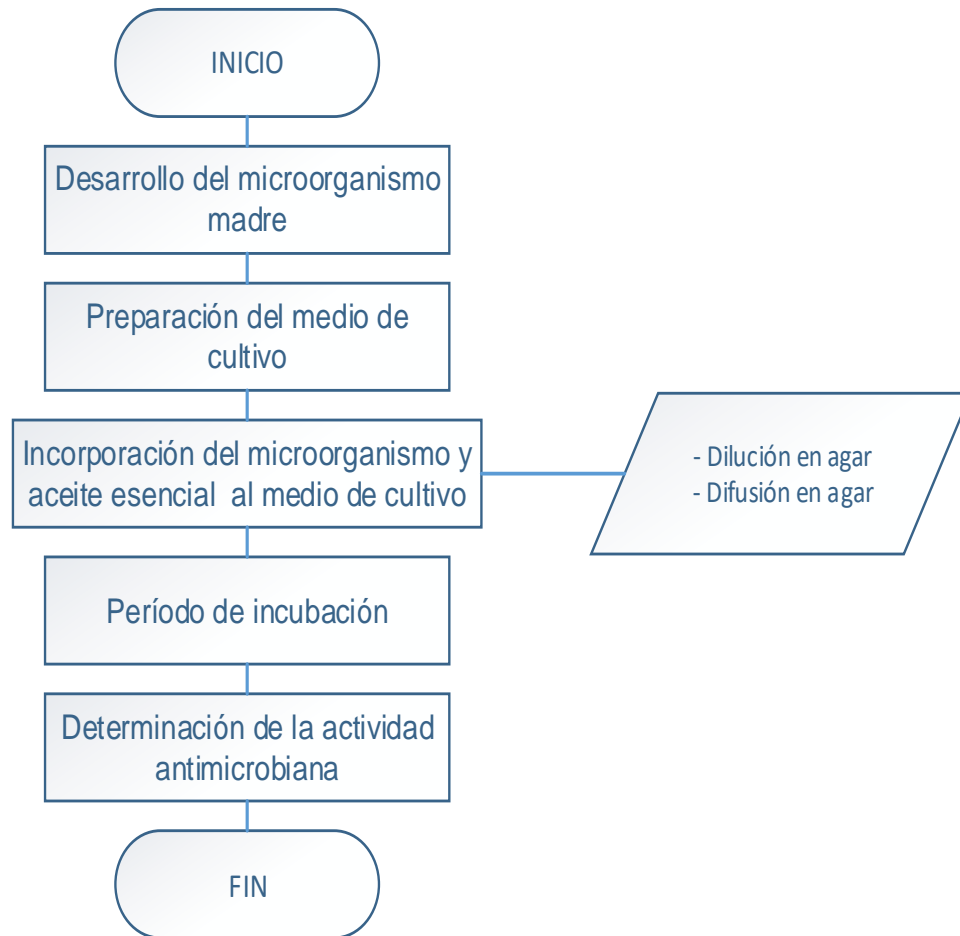 INICIO
Desarrollo del microorganismo
madre
Preparación del medio de
cultivo
Incorporación del microorganismo y
aceite esencial al medio de cultivo
- Dilución en agar
- Difusión en agar
Período de incubación
Determinación de la actividad
antimicrobiana
FIN